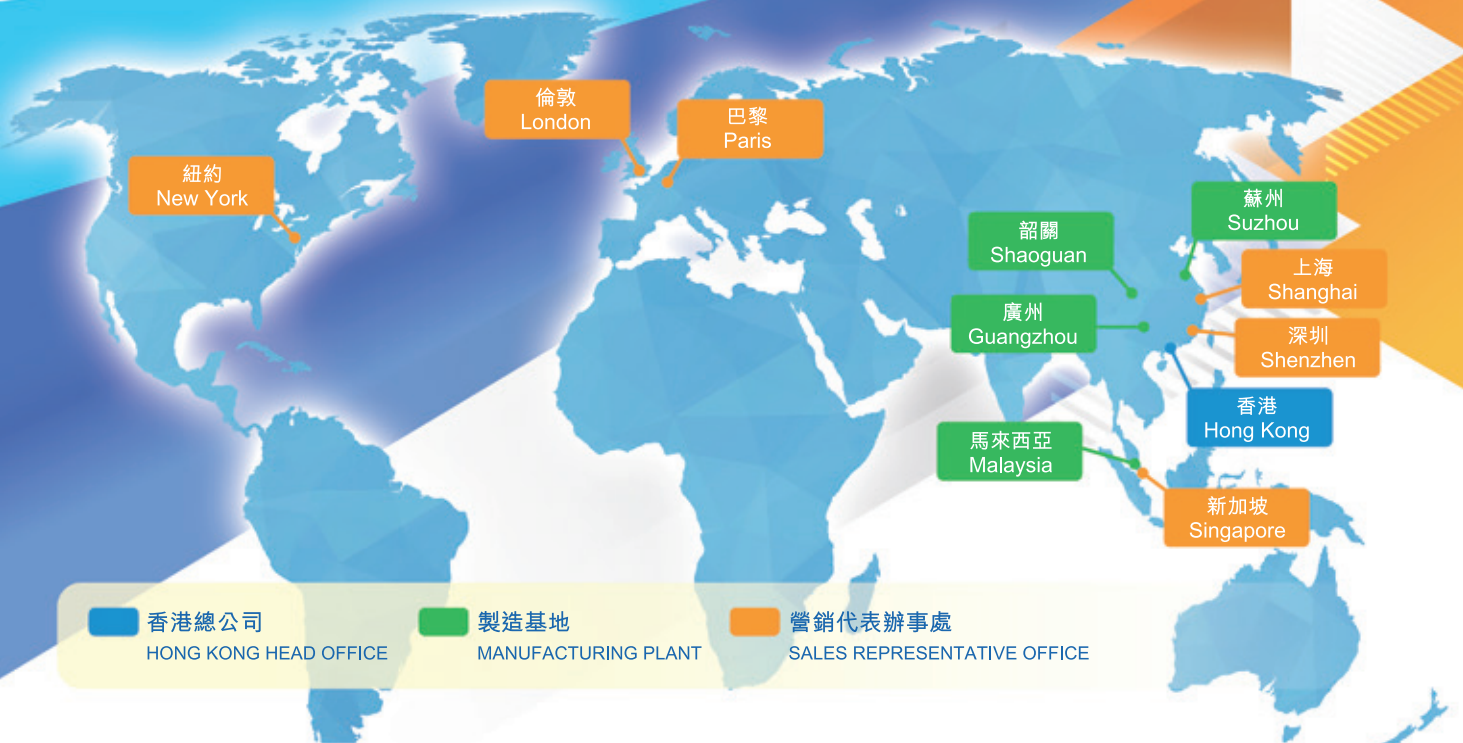 倫敦
London
巴黎
Paris
紐約
New York
蘇州
Suzhou
韶關
Shaoguan
上海
Shanghai
廣州
Guangzhou
深圳
Shenzhen
香港
Hong Kong
馬來西亞
Malaysia
新加坡
Singapore
香港總公司
HONG KONG HEAD OFFICE
製造基地
MANUFACTURING PLANT
營銷代表辦事處
SALES REPRESENTATIVE OFFICE